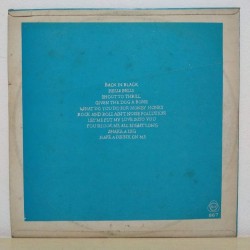 BACK IN BLACK
HELLS BELLS
SHOOT TO THRILL
GIVEN THE DOG A BONE
WHAT DO YOU DO FOR MONEY HONEY
ROCK AND ROLL AIN'T NOISE POLLUTION
LET ME PUT MY LOVE INTO YOU
YOU SHOOK ME ALL NIGHT LONG
SHAKE A LEG
HAVE A DRINK ON ME